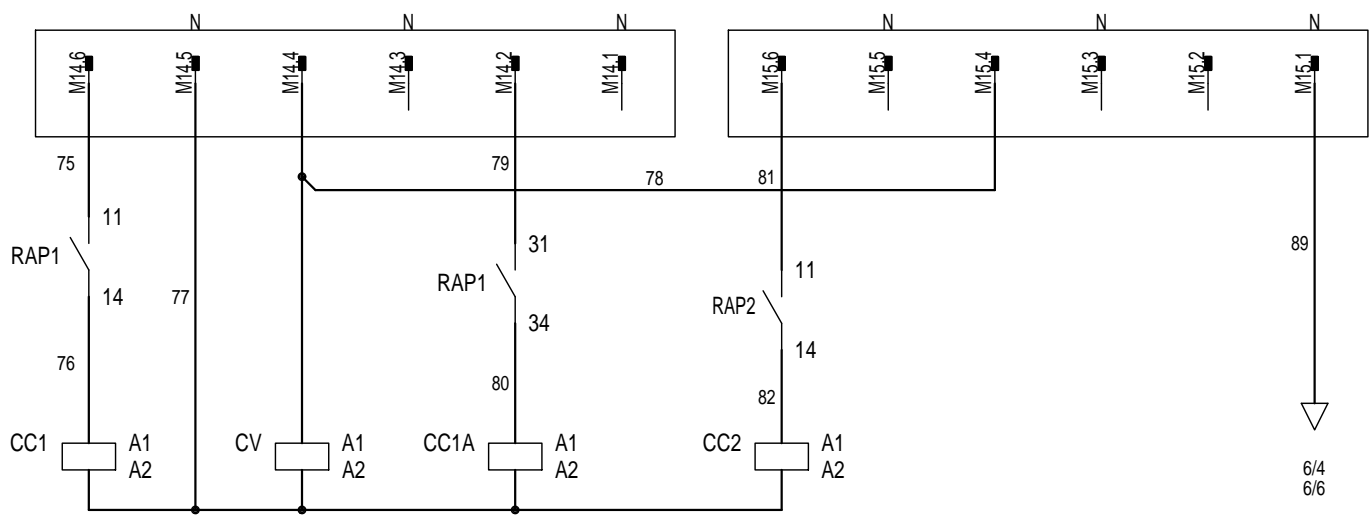 N N N N N N
M14.6 M14.5 M14.4 M14.3 M14.2 M14.1 M15.6 M15.5 M15.4 M15.3 M15.2 M15.1
75 79 78 81
11
31 89
RAP1 11
RAP1
14 77 RAP2
34
14
76 80 82
CC1 A1 CV A1 CC1A A1 CC2 A1
A2 A2 A2 A2
6/4
6/6